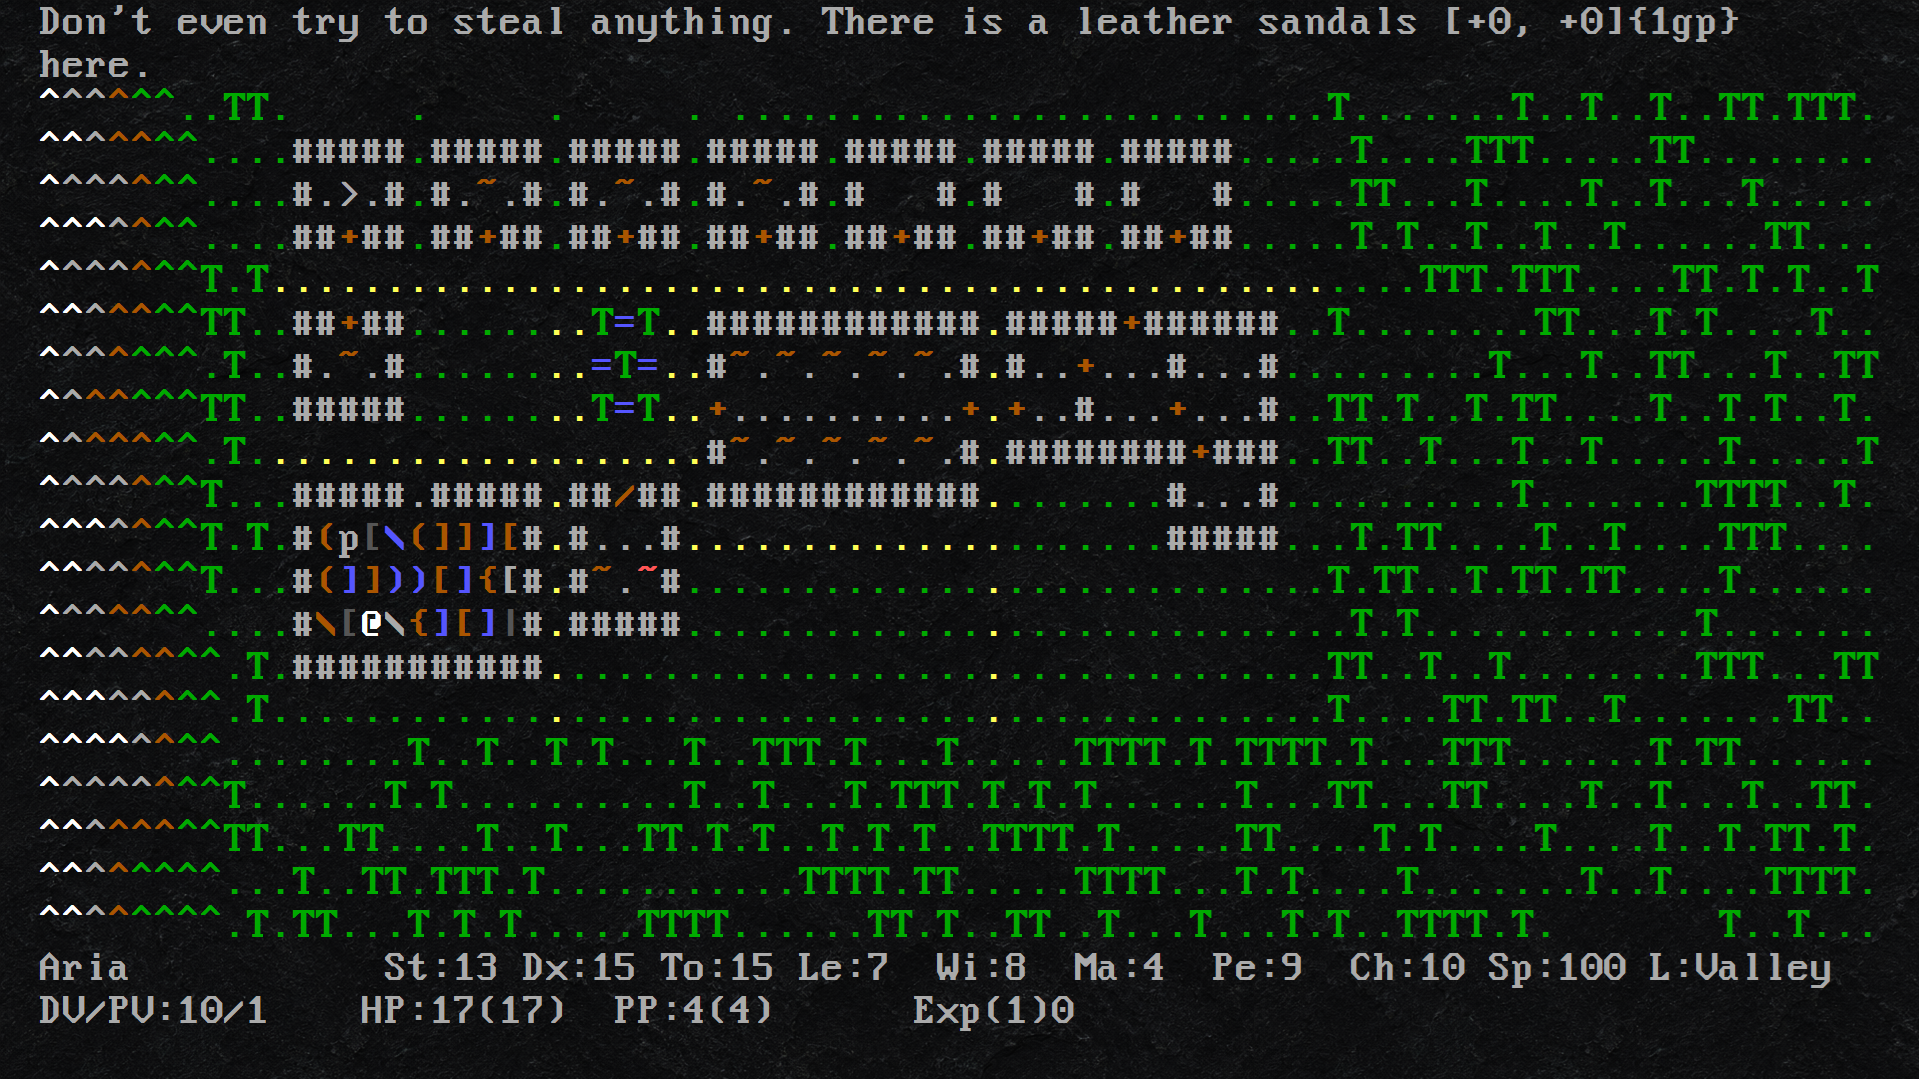 Don't even try to steal anything. There is a leather sandals [+0, +0]{1gp}
here.
Aria St:13 Dx:15 To:15 Le:7 Wi:8 Ma:4 Pe:9 Ch:10 Sp:100 L:Valley
DV/PV:10/1 HP:17(17) PP:4(4) Exp(1)0